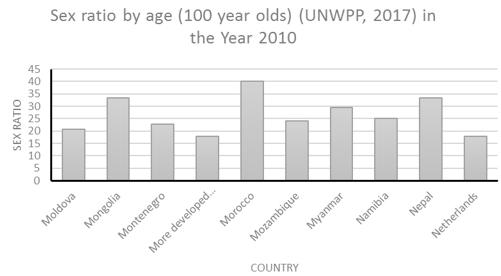 Sex ratio by age (100 year olds) (UNWPP, 2017) in
the Year 2010
SEX RATIO
45
40
35
30
25
20
15
10
5
0
Moldova
Mongolia
Montenegro
More developed...
Morocco
Mozambique
Myanmar
Namibia
Nepal
Netherlands
COUNTRY